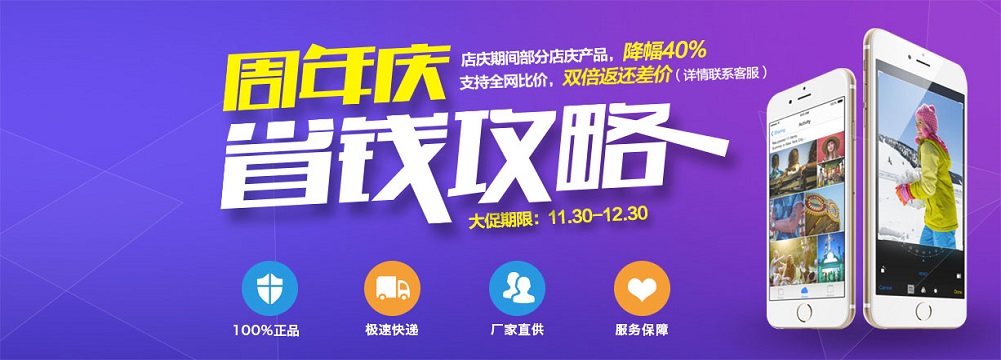 周年庆
店庆期间部分店庆产品，降幅40%
支持全网比价，双倍返还差价（详情联系客服）
省钱攻略
大促期限：11.30-12.30
100%正品
极速快递
厂家直供
服务保障